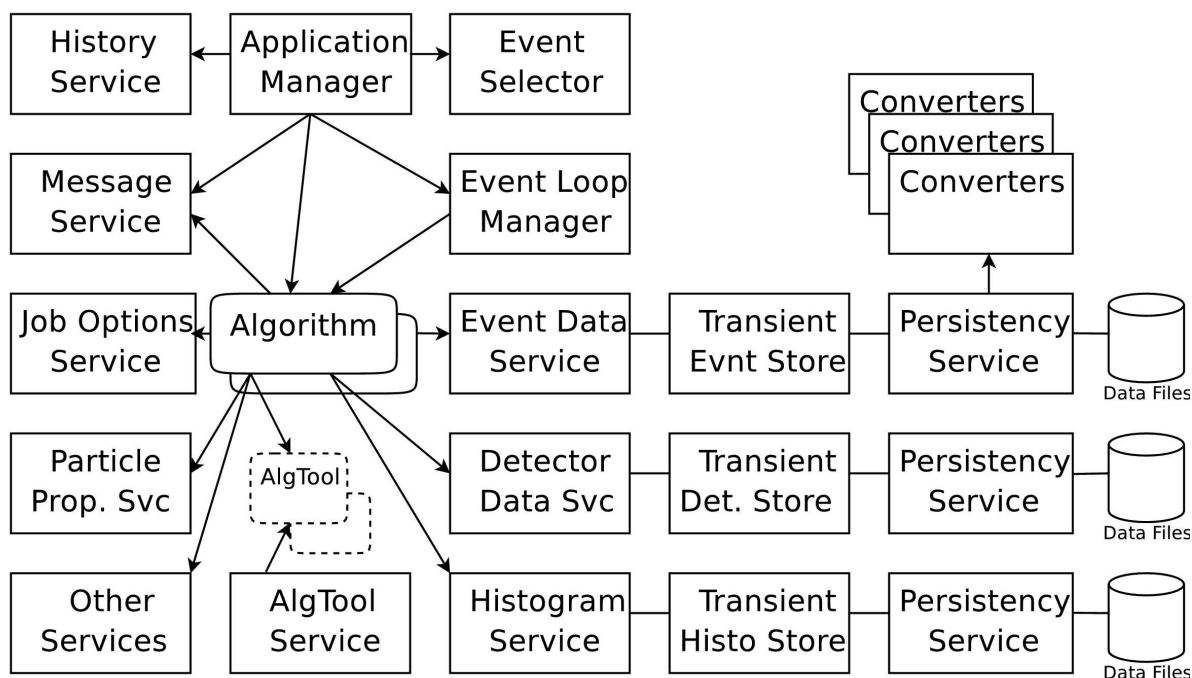 History
Service
Application
Manager
Event
Selector
Converters
Converters
Converters
Message
Service
Event Loop
Manager
Job Options
Service
Algorithm
Event Data
Service
Transient
Evnt Store
Persistency
Service
Data Files
Particle
Prop. Svc
AlgTool
Detector
Data Svc
Transient
Det. Store
Persistency
Service
Data Files
Other
Services
AlgTool
Service
Histogram
Service
Transient
Histo Store
Persistency
Service
Data Files